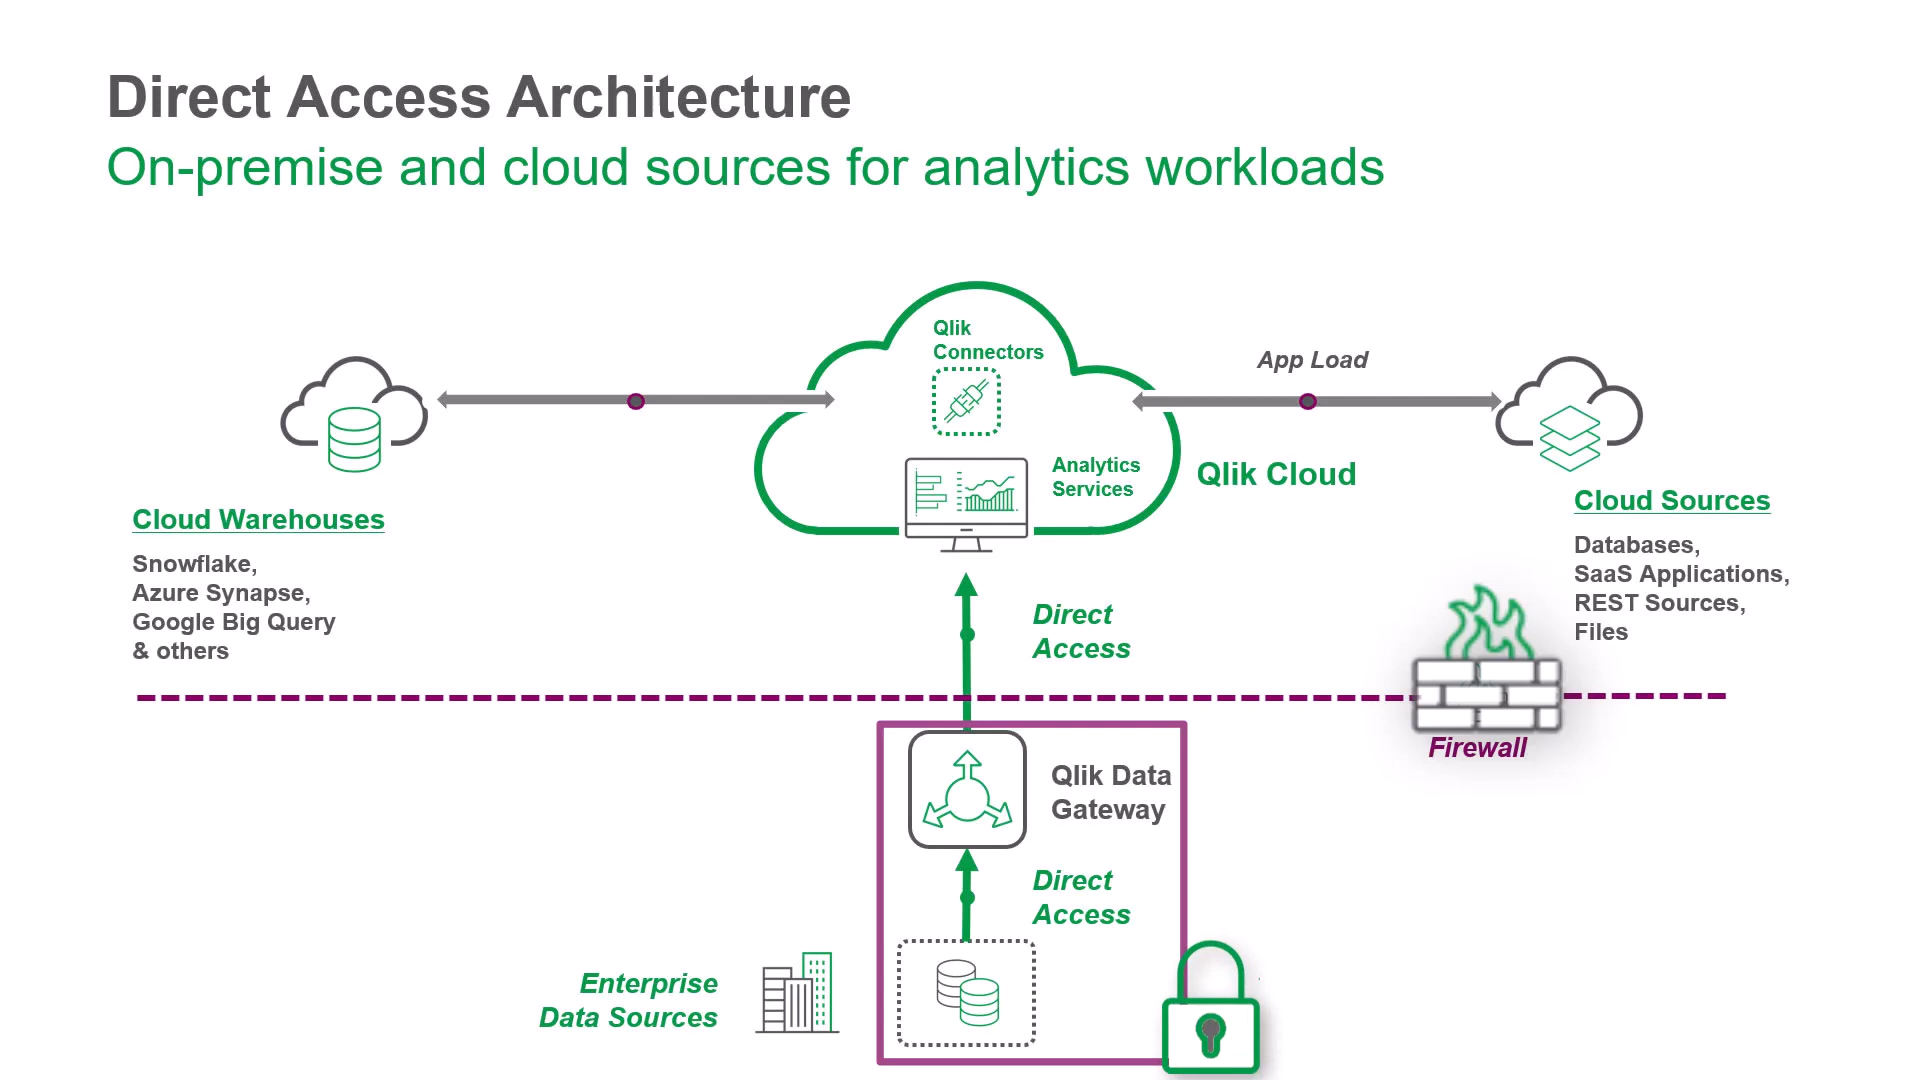 Direct Access Architecture
On-premise and cloud sources for analytics workloads
Qlik
Connectors
App Load
Analytics
Services
Qlik Cloud
Cloud Warehouses
Snowflake,
Azure Synapse,
Google Big Query
& others
Cloud Sources
Databases,
SaaS Applications,
REST Sources,
Files
Direct
Access
Firewall
Qlik Data
Gateway
Direct
Access
Enterprise
Data Sources